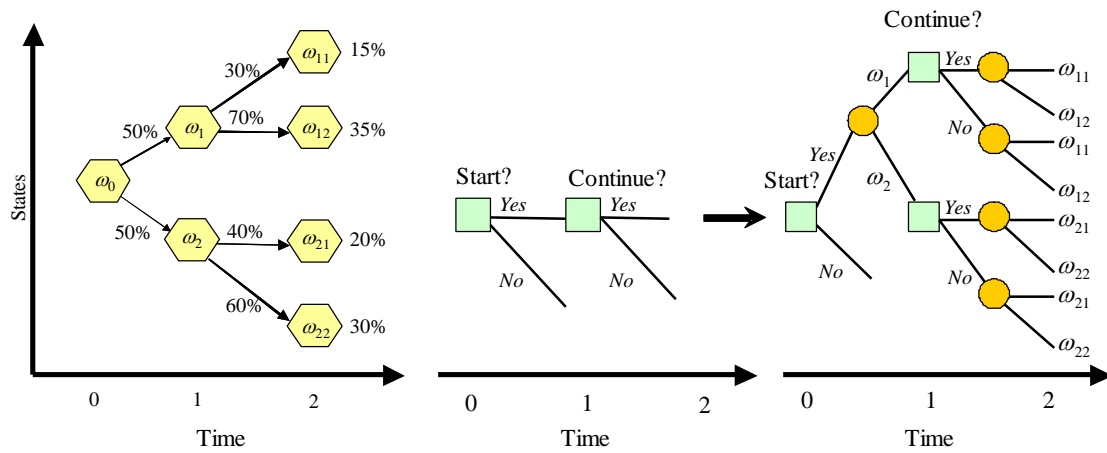 States
ω0
50%
50%
ω1
ω2
30%
70%
40%
60%
ω11 15%
ω12 35%
ω21 20%
ω22 30%
0 1 2
Time
Start?
Yes
No
Continue?
Yes
No
0 1 2
Time
Start?
Yes
No
ω1
ω2
Continue?
Yes
No
ω11
ω12
ω11
ω12
Yes
No
ω21
ω22
ω21
ω22
0 1 2
Time